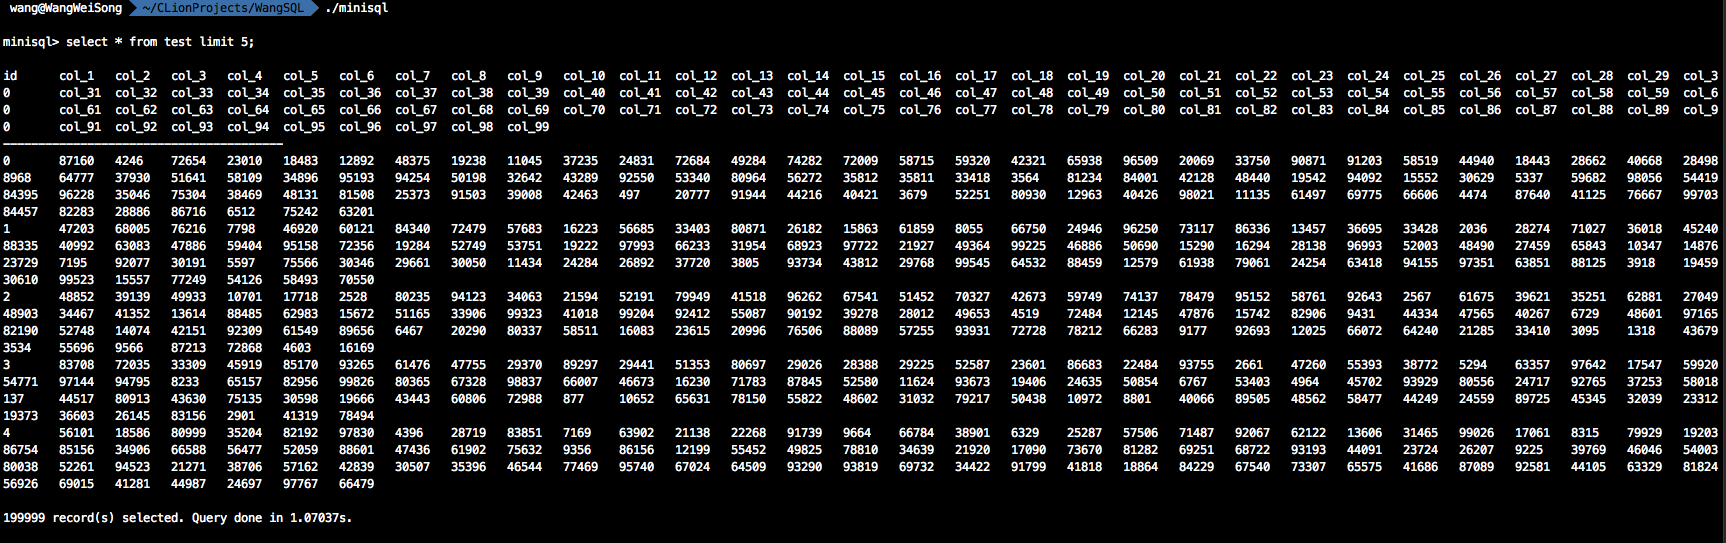 wang@WangWeiSong ~/CLionProjects/WangSQL ./minisql
minisql> select * from test limit 5;
id col_1 col_2 col_3 col_4 col_5 col_6 col_7 col_8 col_9 col_10 col_11 col_12 col_13 col_14 col_15 col_16 col_17 col_18 col_19 col_20 col_21 col_22 col_23 col_24 col_25 col_26 col_27 col_28 col_29 col_3
0 col_31 col_32 col_33 col_34 col_35 col_36 col_37 col_38 col_39 col_40 col_41 col_42 col_43 col_44 col_45 col_46 col_47 col_48 col_49 col_50 col_51 col_52 col_53 col_54 col_55 col_56 col_57 col_58 col_59 col_6
0 col_61 col_62 col_63 col_64 col_65 col_66 col_67 col_68 col_69 col_70 col_71 col_72 col_73 col_74 col_75 col_76 col_77 col_78 col_79 col_80 col_81 col_82 col_83 col_84 col_85 col_86 col_87 col_88 col_89 col_9
0 col_91 col_92 col_93 col_94 col_95 col_96 col_97 col_98 col_99
----------------------------------------
0 87160 4246 72654 23010 18483 12892 48375 19238 11045 37235 24831 72684 49284 74282 72009 58715 59320 42321 65938 96509 20069 33750 90871 91203 58519 44940 18443 28662 40668 28498
8968 64777 37930 51641 58109 34896 95193 94254 50198 32642 43289 92550 53340 80964 56272 35812 35811 33418 3564 81234 84001 42128 48440 19542 94092 15552 30629 5337 59682 98056 54419
84395 96228 35046 75304 38469 48131 81508 25373 91503 39008 42463 497 20777 91944 44216 40421 3679 52251 80930 12963 40426 98021 11135 61497 69775 66606 4474 87640 41125 76667 99703
84457 82283 28886 86716 6512 75242 63201
1 47203 68005 76216 7798 46920 60121 84340 72479 57683 16223 56685 33403 80871 26182 15863 61859 8055 66750 24946 96250 73117 86336 13457 36695 33428 2036 28274 71027 36018 45240
88335 40992 63083 47886 59404 95158 72356 19284 52749 53751 19222 97993 66233 31954 68923 97722 21927 49364 99225 46886 50690 15290 16294 28138 96993 52003 48490 27459 65843 10347 14876
23729 7195 92077 30191 5597 75566 30346 29661 30050 11434 24284 26892 37720 3805 93734 43812 29768 99545 64532 88459 12579 61938 79061 24254 63418 94155 97351 63851 88125 3918 19459
30610 99523 15557 77249 54126 58493 70550
2 48852 39139 49933 10701 17718 2528 80235 94123 34063 21594 52191 79949 41518 96262 67541 51452 70327 42673 59749 74137 78479 95152 58761 92643 2567 61675 39621 35251 62881 27049
48903 34467 41352 13614 88485 62983 15672 51165 33906 99323 41018 99204 92412 55087 90192 39278 28012 49653 4519 72484 12145 47876 15742 82906 9431 44334 47565 40267 6729 48601 97165
82190 52748 14074 42151 92309 61549 89656 6467 20290 80337 58511 16083 23615 20996 76506 88089 57255 93931 72728 78212 66283 9177 92693 12025 66072 64240 21285 33410 3095 1318 43679
3534 55696 9566 87213 72868 4603 16169
3 83708 72035 33309 45919 85170 93265 61476 47755 29370 89297 29441 51353 80697 29026 28388 29225 52587 23601 86683 22484 93755 2661 47260 55393 38772 5294 63357 97642 17547 59920
54771 97144 94795 8233 65157 82956 99826 80365 67328 98837 66007 46673 16230 71783 87845 52580 11624 93673 19406 24635 50854 6767 53403 4964 45702 93929 80556 24717 92765 37253 58018
137 44517 80913 43630 75135 30598 19666 43443 60806 72988 877 10652 65631 78150 55822 48602 31032 79217 50438 10972 8801 40066 89505 48562 58477 44249 24559 89725 45345 32039 23312
19373 36603 26145 83156 2901 41319 78494
4 56101 18586 80999 35204 82192 97830 4396 28719 83851 7169 63902 21138 22268 91739 9664 66784 38901 6329 25287 57506 71487 92067 62122 13606 31465 99026 17061 8315 79929 19203
86754 85156 34906 66588 56477 52059 88601 47436 61902 75632 9356 86156 12199 55452 49825 78810 34639 21920 17090 73670 81282 69251 68722 93193 44091 23724 26207 9225 39769 46046 54003
80038 52261 94523 21271 38706 57162 42839 30507 35396 46544 77469 95740 67024 64509 93290 93819 69732 34422 91799 41818 18864 84229 67540 73307 65575 41686 87089 92581 44105 63329 81824
56926 69015 41281 44987 24697 97767 66479
199999 record(s) selected. Query done in 1.07037s.